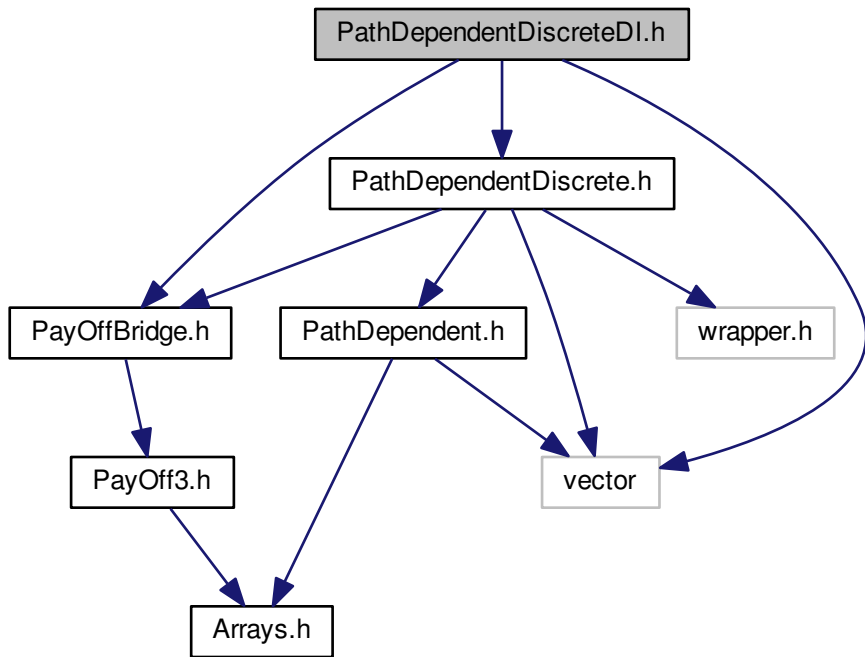 PathDependentDiscreteDI.h
PathDependentDiscrete.h
PayOffBridge.h
PathDependent.h
wrapper.h
PayOff3.h
vector
Arrays.h